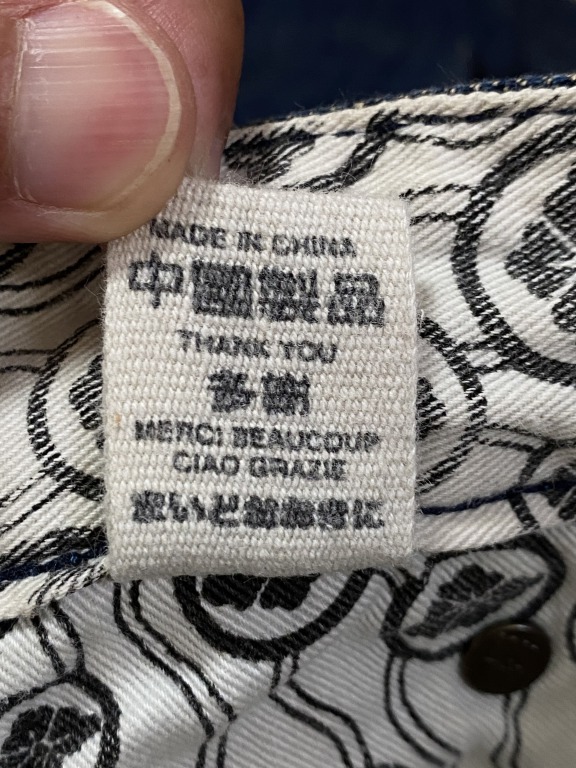 MADE IN CHINA
中國製品
THANK YOU
多謝
MERCI BEAUCOUP
CIAO GRAZIE
まいどおおきに